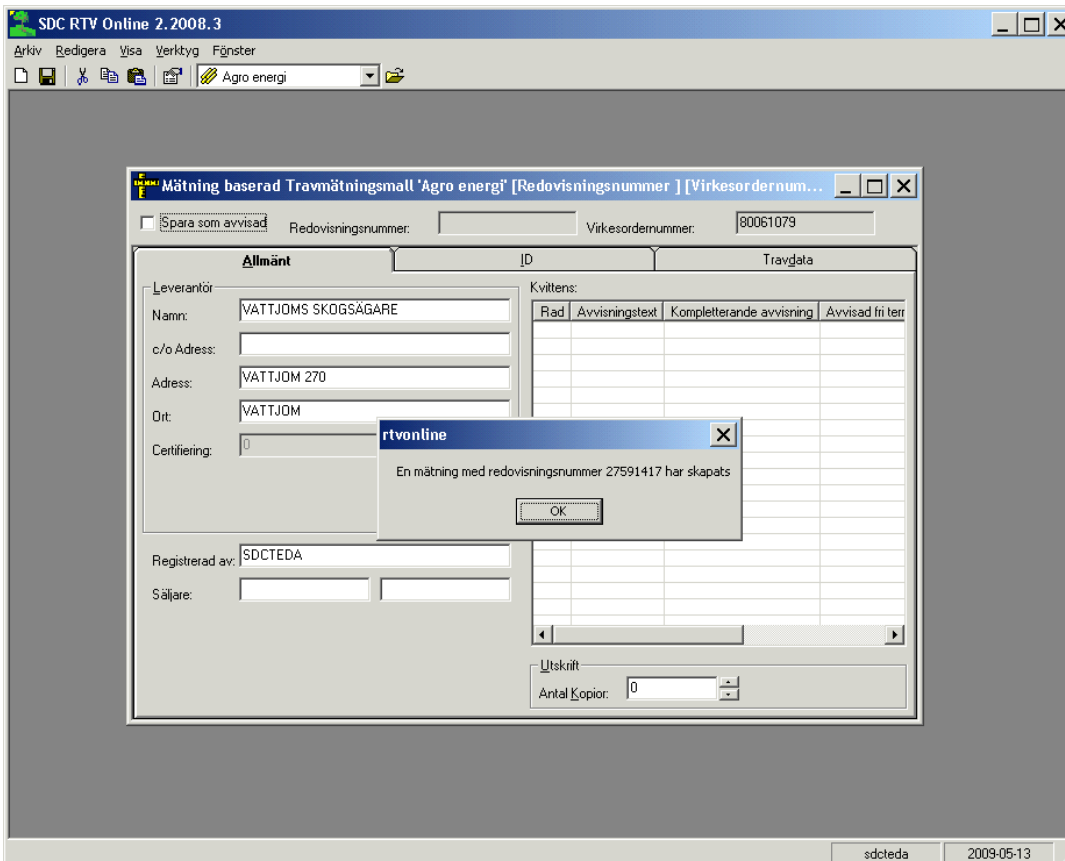 SDC RTV Online 2.2008.3
Arkiv Redigera Visa Verktyg Fönster
Agro energi
Mätning baserad Travmätningsmall 'Agro energi' [Redovisningsnummer ] [Virkesordernum...
Spara som avvisad Redovisningsnummer: Virkesordernummer: 80061079
Allmänt ID Travdata
Leverantör
Namn: VATTJOMS SKOGSÄGARE
c/o Adress:
Adress: VATTJOM 270
Ort: VATTJOM
Certifiering: 0
Registrerad av: SDCTEDA
Säljare:
Kvittens:
Rad Avvisningstext Kompletterande avvisning Avvisad fri terr
rtvonline
En mätning med redovisningsnummer 27591417 har skapats
OK
Utskrift
Antal Kopior: 0
sdcteda 2009-05-13